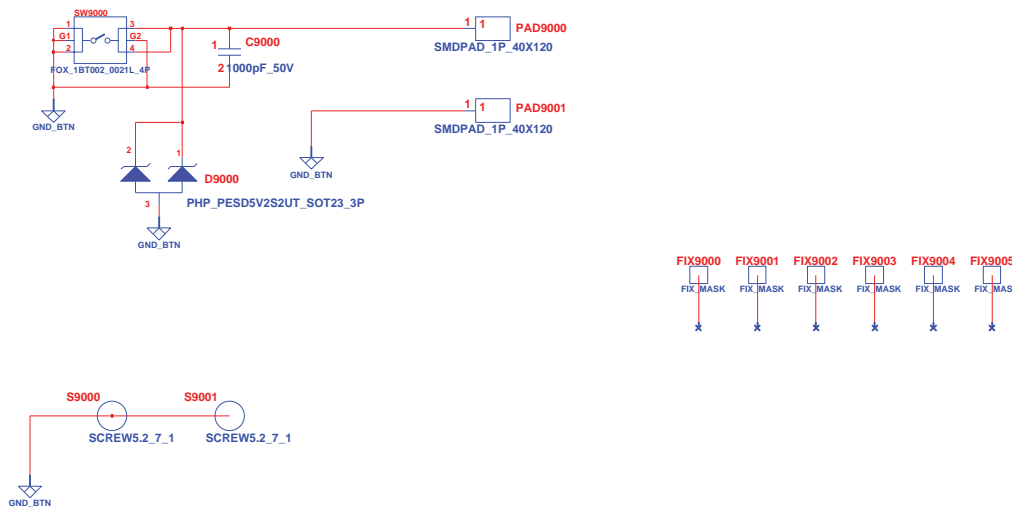 SW9000
1
3
G1
G2
2
4
FOX_1BT002_0021L_4P
1
C9000
2
1000pF_50V
1
1
PAD9000
SMDPAD_1P_40X120
GND_BTN
1
1
PAD9001
SMDPAD_1P_40X120
2
1
D9000
GND_BTN
3
PHP_PESD5V2S2UT_SOT23_3P
GND_BTN
FIX9000
FIX9001
FIX9002
FIX9003
FIX9004
FIX9005
FIX_MASK
FIX_MASK
FIX_MASK
FIX_MASK
FIX_MASK
FIX_MAS
S9000
S9001
SCREW5.2_7_1
SCREW5.2_7_1
GND_BTN